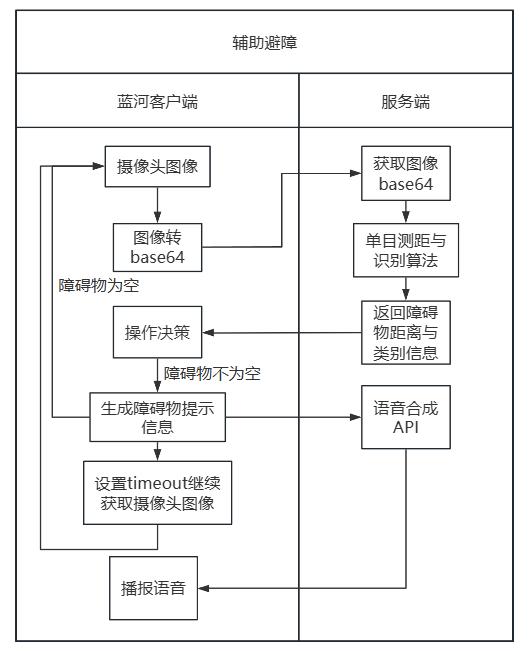 辅助避障
蓝河客户端
服务端
摄像头图像
获取图像
base64
图像转
base64
单目测距与
识别算法
障碍物为空
操作决策
返回障碍
物距离与
类别信息
障碍物不为空
生成障碍物提示
信息
语音合成
API
设置timeout继续
获取摄像头图像
播报语音